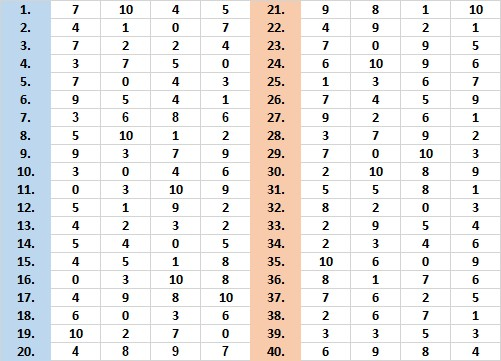 1. 7 10 4 5 21. 9 8 1 10
2. 4 1 0 7 22. 4 9 2 1
3. 7 2 2 4 23. 7 0 9 5
4. 3 7 5 0 24. 6 10 9 6
5. 7 0 4 3 25. 1 3 6 7
6. 9 5 4 1 26. 7 4 5 9
7. 3 6 8 6 27. 9 2 6 1
8. 5 10 1 2 28. 3 7 9 2
9. 9 3 7 9 29. 7 0 10 3
10. 3 0 4 6 30. 2 10 8 9
11. 0 3 10 9 31. 5 5 8 1
12. 5 1 9 2 32. 8 2 0 3
13. 4 2 3 2 33. 2 9 5 4
14. 5 4 0 5 34. 2 3 4 6
15. 4 5 1 8 35. 10 6 0 9
16. 0 3 10 8 36. 8 1 7 6
17. 4 9 8 10 37. 7 6 2 5
18. 6 0 3 6 38. 2 6 7 1
19. 10 2 7 0 39. 3 3 5 3
20. 4 8 9 7 40. 6 9 8 4